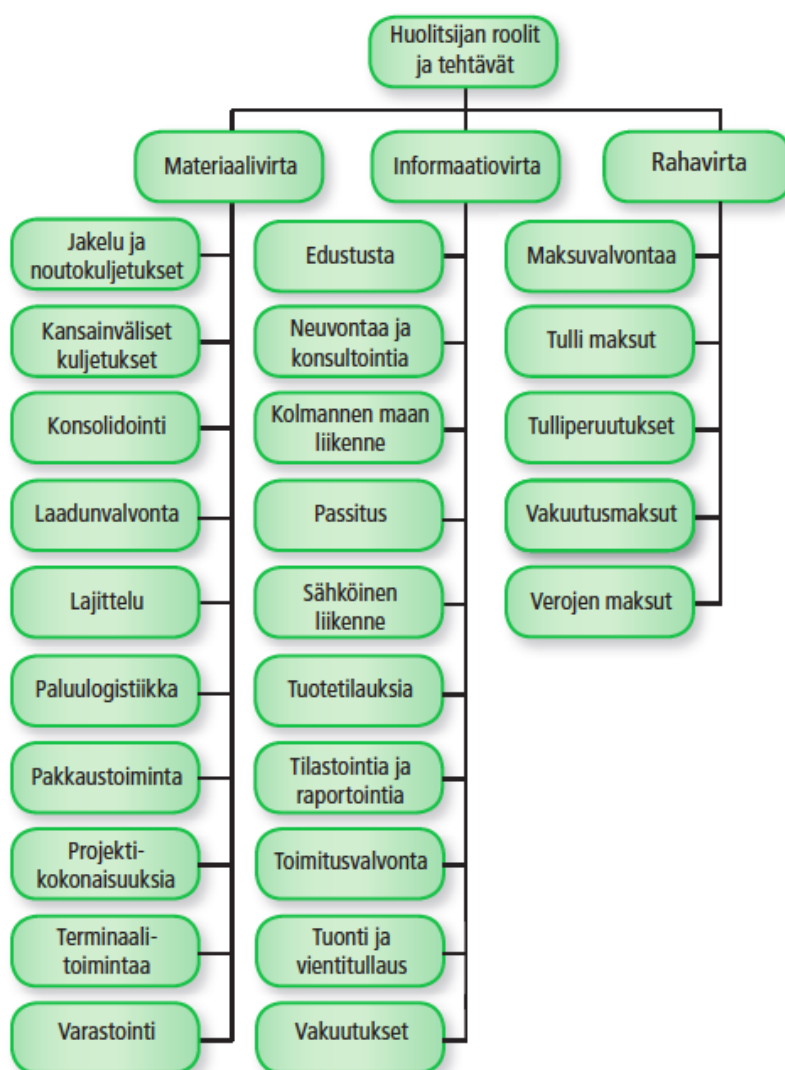 Huolitsijan roolit
ja tehtävät
Materiaalivirta
Informaatiovirta
Rahavirta
Jakelu ja
noutokuljetukset
Kansainväliset
kuljetukset
Konsolidointi
Laadunvalvonta
Lajittelu
Paluulogistiikka
Pakkaustoiminta
Projekti-
kokonaisuuksia
Terminaali-
toimintaa
Varastointi
Edustusta
Neuvontaa ja
konsultointia
Kolmannen maan
liikenne
Passitus
Sähköinen
liikenne
Tuotetilauksia
Tilastointia ja
raportointia
Toimitusvalvonta
Tuonti ja
vientitullaus
Vakuutukset
Maksuvalvontaa
Tulli maksut
Tulliperuutukset
Vakuutusmaksut
Verojen maksut